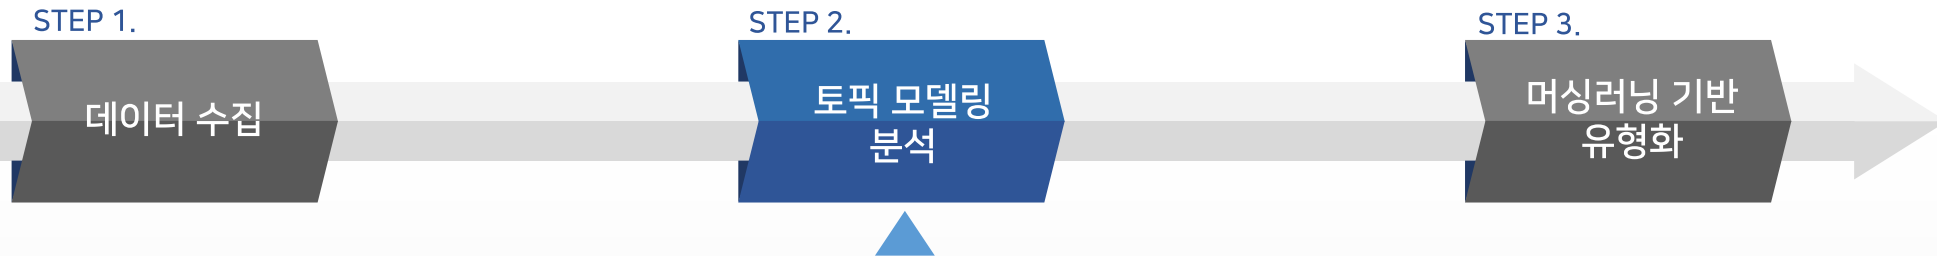 STEP 1.
데이터 수집
STEP 2.
토픽 모델링
분석
STEP 3.
머싱러닝 기반
유형화